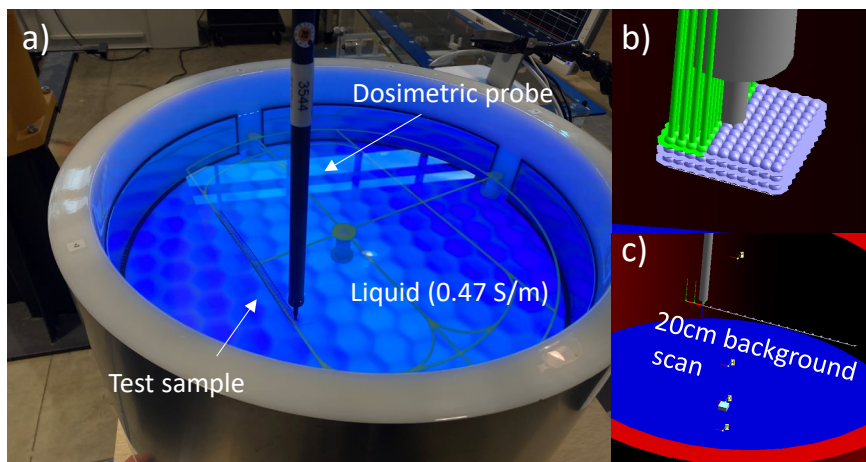 a)
3544
Dosimetric probe
Liquid (0.47 S/m)
Test sample
b)
c)
20cm background
scan